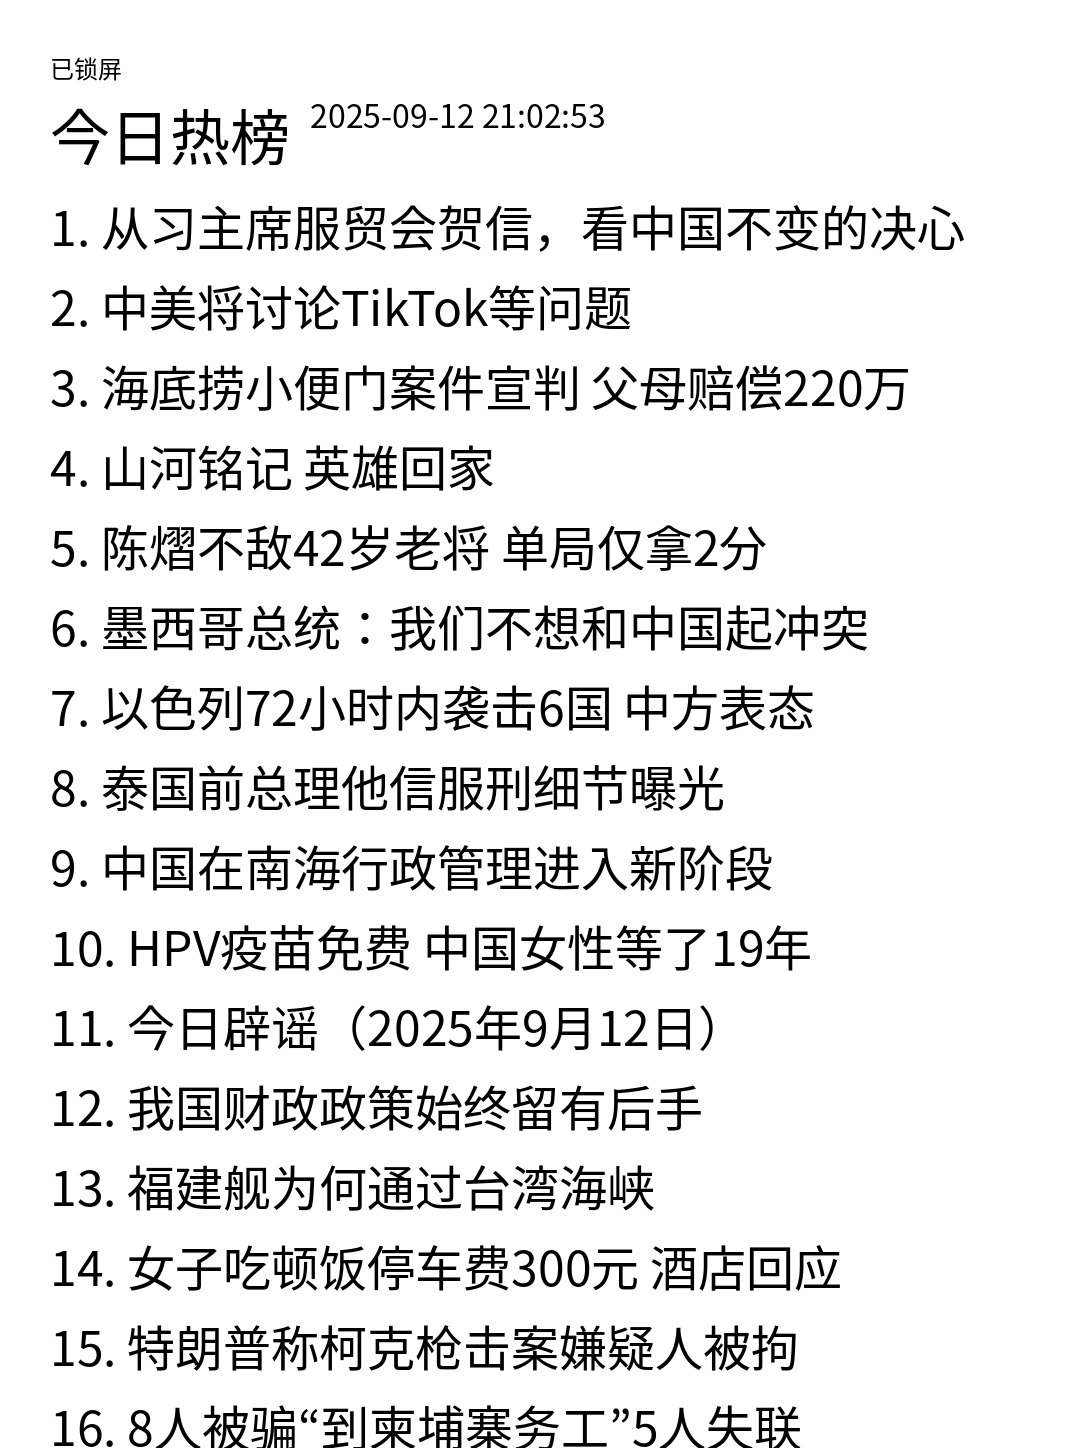 已锁屏
今日热榜 2025-09-12 21:02:53
1. 从习主席服贸会贺信，看中国不变的决心
2. 中美将讨论TikTok等问题
3. 海底捞小便门案件宣判 父母赔偿220万
4. 山河铭记 英雄回家
5. 陈熠不敌42岁老将 单局仅拿2分
6. 墨西哥总统：我们不想和中国起冲突
7. 以色列72小时内袭击6国 中方表态
8. 泰国前总理他信服刑细节曝光
9. 中国在南海行政管理进入新阶段
10. HPV疫苗免费 中国女性等了19年
11. 今日辟谣（2025年9月12日）
12. 我国财政政策始终留有后手
13. 福建舰为何通过台湾海峡
14. 女子吃顿饭停车费300元 酒店回应
15. 特朗普称柯克枪击案嫌疑人被拘
16. 8人被骗“到柬埔寨务工”5人失联